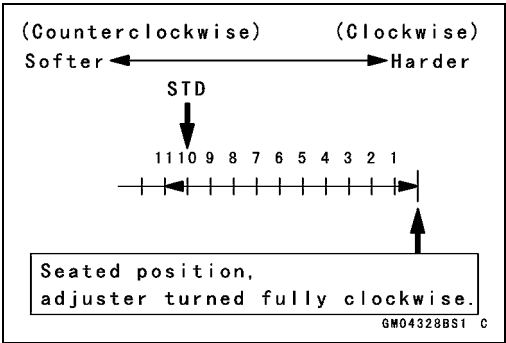 (Counterclockwise) (Clockwise)
Softer Harder
STD
11 10 9 8 7 6 5 4 3 2 1
Seated position,
adjuster turned fully clockwise.
GM04328BS1 C